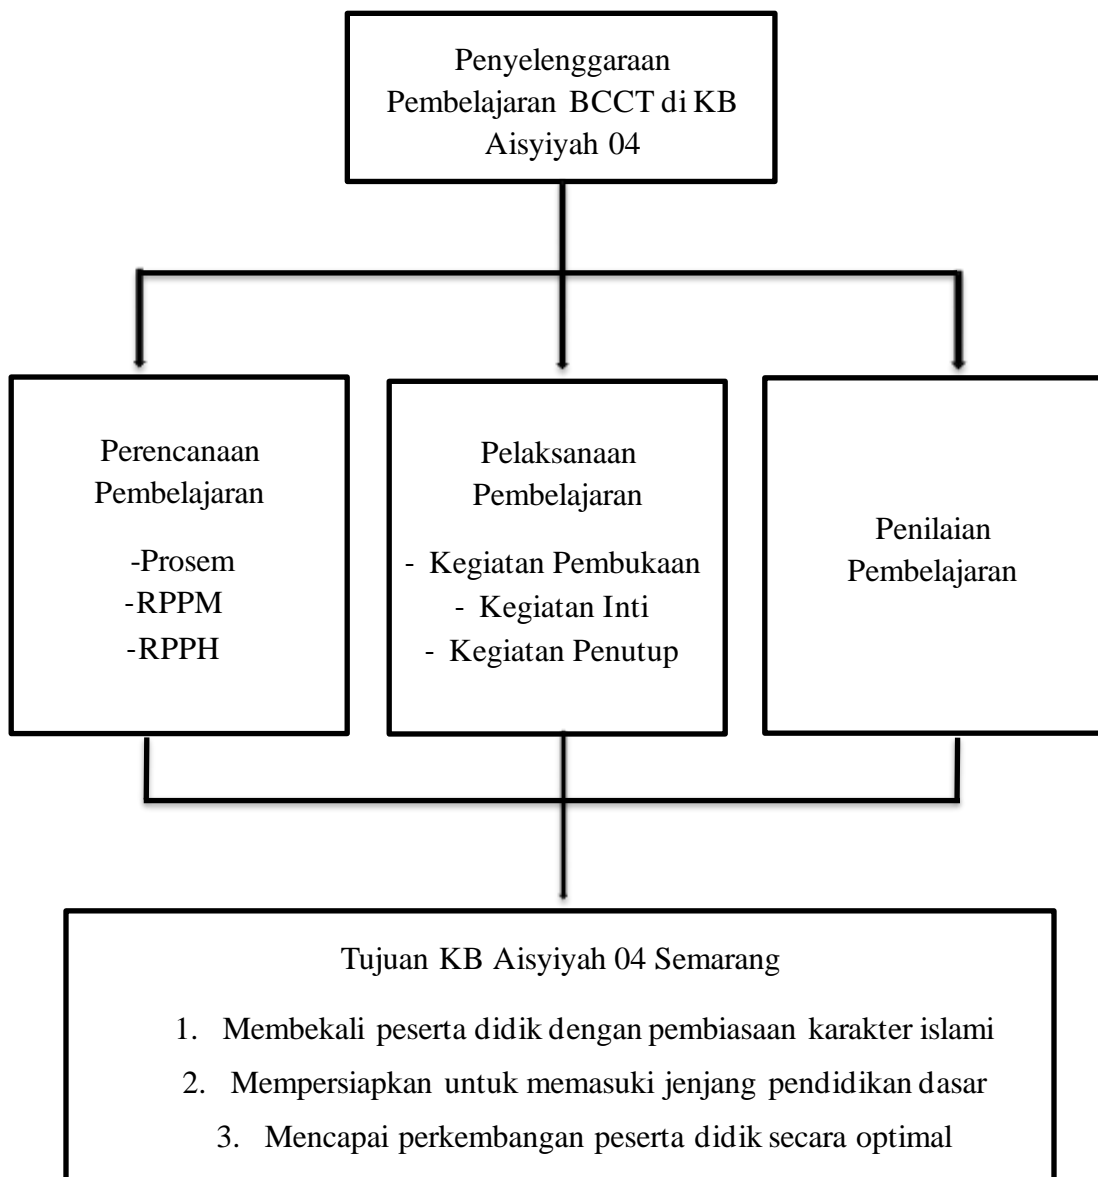 Penyelenggaraan
Pembelajaran BCCT di KB
Aisyiyah 04
Perencanaan
Pembelajaran
-Prosem
-RPPM
-RPPH
Pelaksanaan
Pembelajaran
- Kegiatan Pembukaan
- Kegiatan Inti
- Kegiatan Penutup
Penilaian
Pembelajaran
Tujuan KB Aisyiyah 04 Semarang
1. Membekali peserta didik dengan pembiasaan karakter islami
2. Mempersiapkan untuk memasuki jenjang pendidikan dasar
3. Mencapai perkembangan peserta didik secara optimal